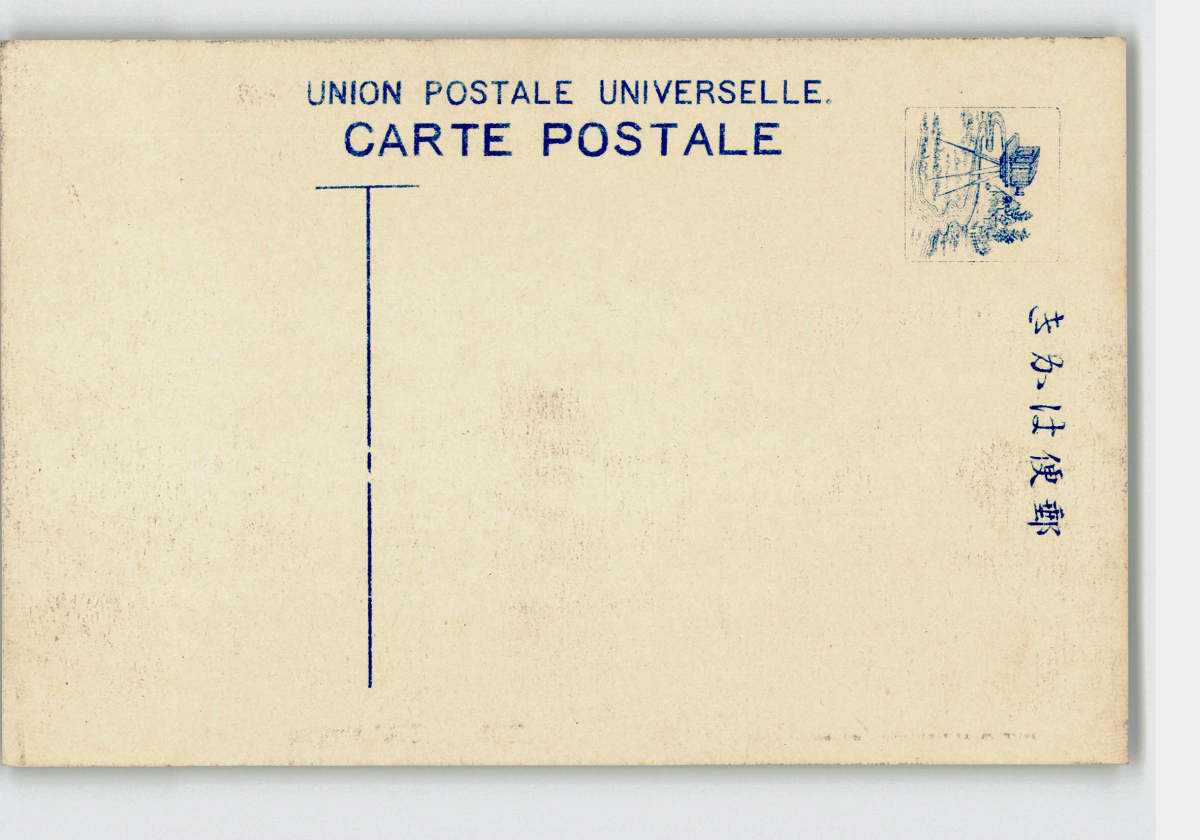 UNION POSTALE UNIVERSELLE.
CARTE POSTALE
郵便はかき